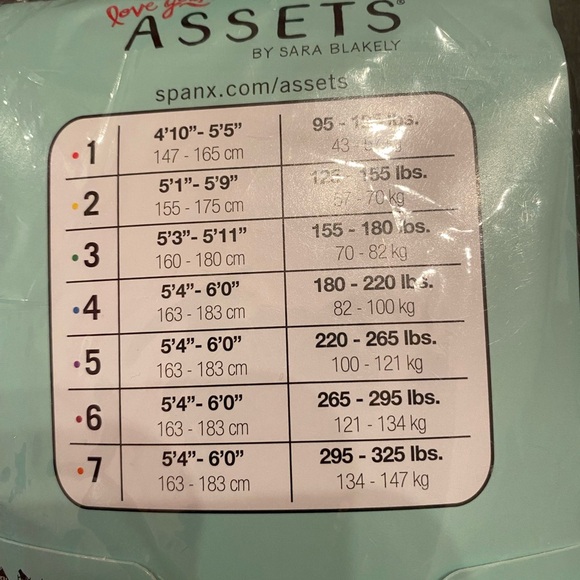 love your
ASSETS®
BY SARA BLAKELY
spanx.com/assets
1 4'10"- 5'5" 95 - lbs.
147 - 165 cm 43
2 5'1"- 5'9" 125 - 155 lbs.
155 - 175 cm 57 - 70 kg
3 5'3"- 5'11" 155 - 180 lbs.
160 - 180 cm 70 - 82 kg
4 5'4"- 6'0" 180 - 220 lbs.
163 - 183 cm 82 - 100 kg
5 5'4"- 6'0" 220 - 265 lbs.
163 - 183 cm 100 - 121 kg
6 5'4"- 6'0" 265 - 295 lbs.
163 - 183 cm 121 - 134 kg
7 5'4"- 6'0" 295 - 325 lbs.
163 - 183 cm 134 - 147 kg